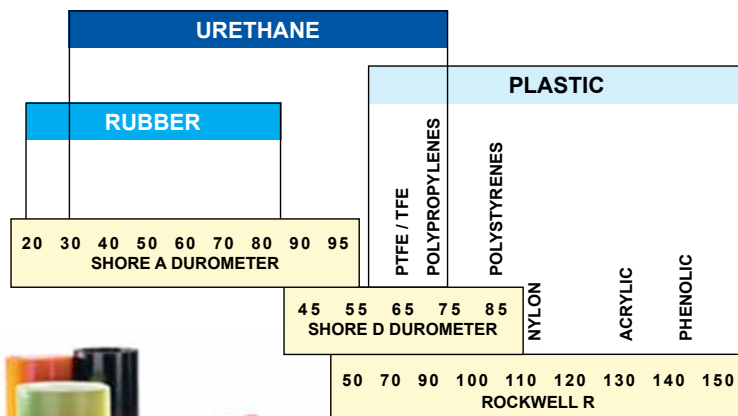 URETHANE
PLASTIC
RUBBER
PTFE / TFE
POLYPROPYLENES
POLYSTYRENES
NYLON
ACRYLIC
PHENOLIC
20 30 40 50 60 70 80 90 95
SHORE A DUROMETER
45 55 65 75 85
SHORE D DUROMETER
50 70 90 100 110 120 130 140 150
ROCKWELL R